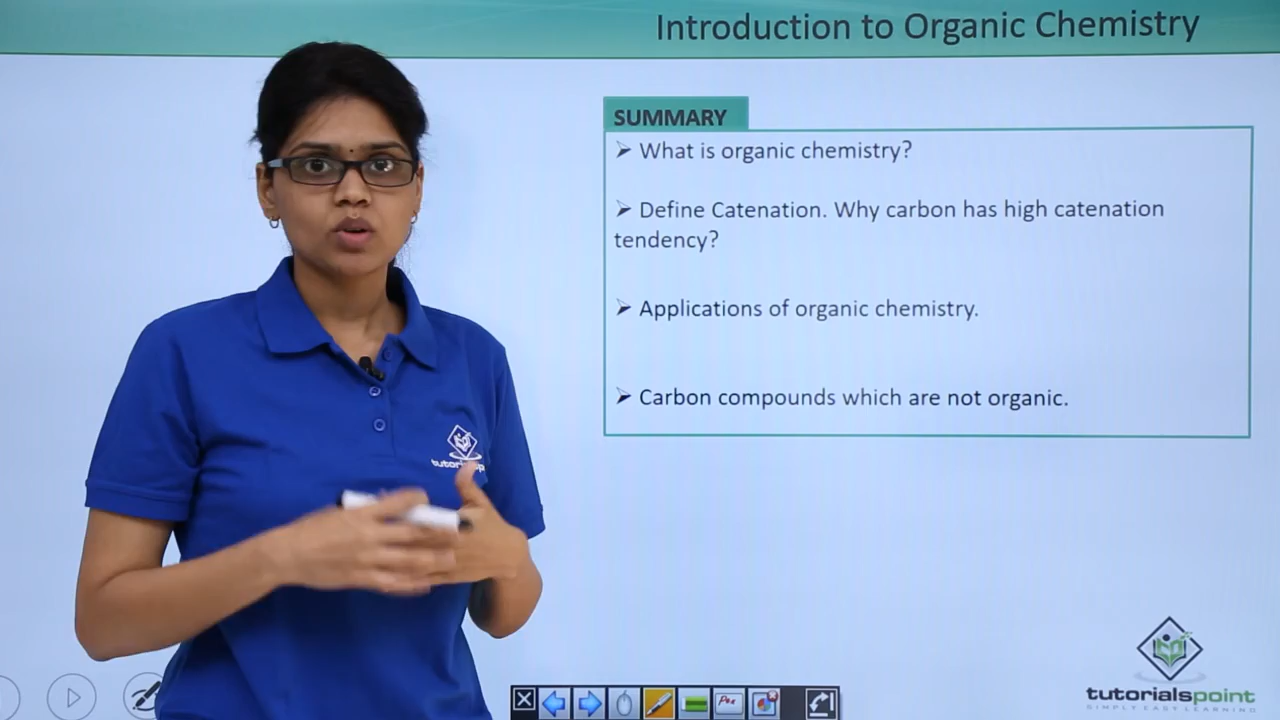 Introduction to Organic Chemistry
SUMMARY
➢ What is organic chemistry?
➢ Define Catenation. Why carbon has high catenation
tendency?
➢ Applications of organic chemistry.
➢ Carbon compounds which are not organic.
tutorialspoint
SIMPLY EASY LEARNING